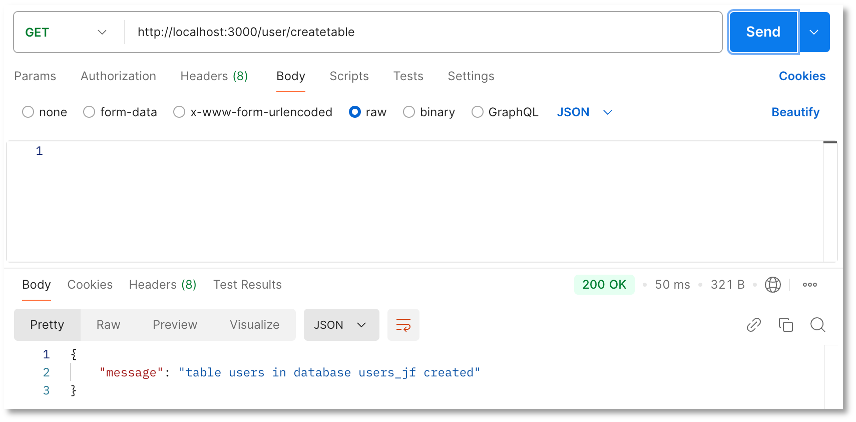 GET http://localhost:3000/user/createtable Send
Params Authorization Headers (8) Body Scripts Tests Settings Cookies
none form-data x-www-form-urlencoded raw binary GraphQL JSON Beautify
1
Body Cookies Headers (8) Test Results 200 OK 50 ms 321 B
Pretty Raw Preview Visualize JSON
1 {
2 "message": "table users in database users_jf created"
3 }